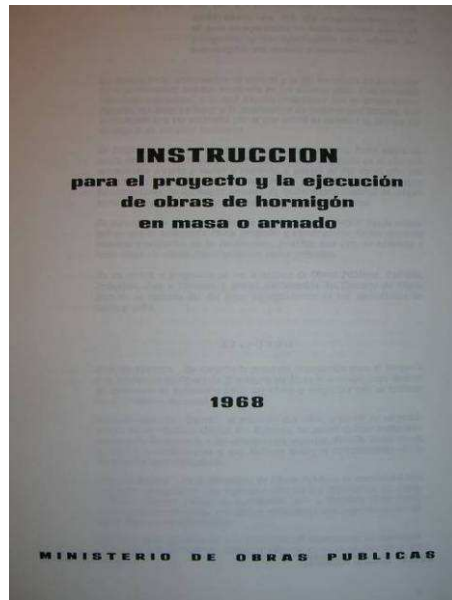 INSTRUCCION
para el proyecto y la ejecución
de obras de hormigón
en masa o armado
1968
MINISTERIO DE OBRAS PUBLICAS